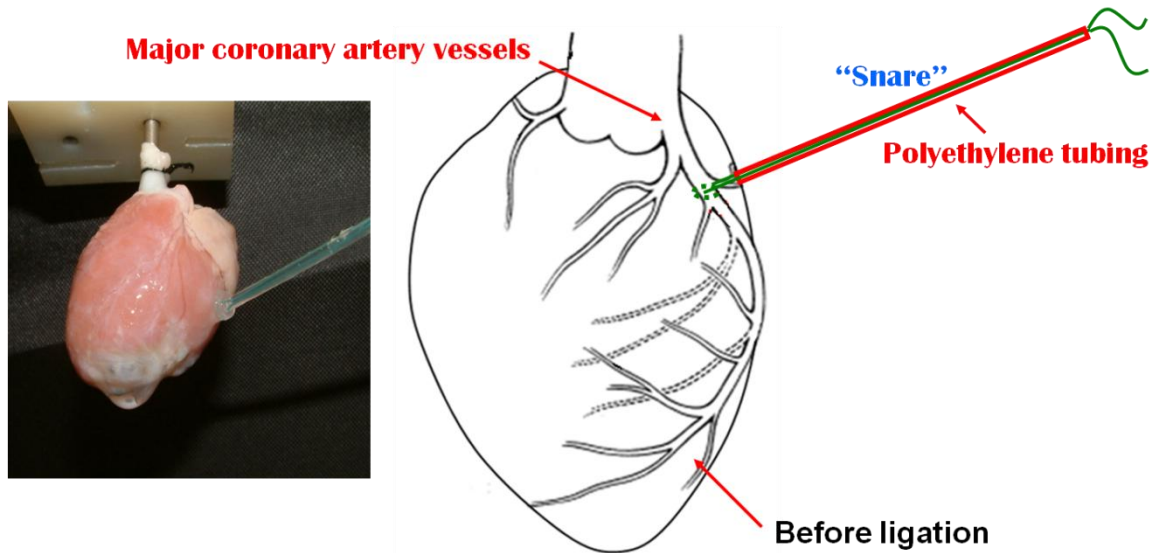 Major coronary artery vessels
“Snare”
Polyethylene tubing
Before ligation